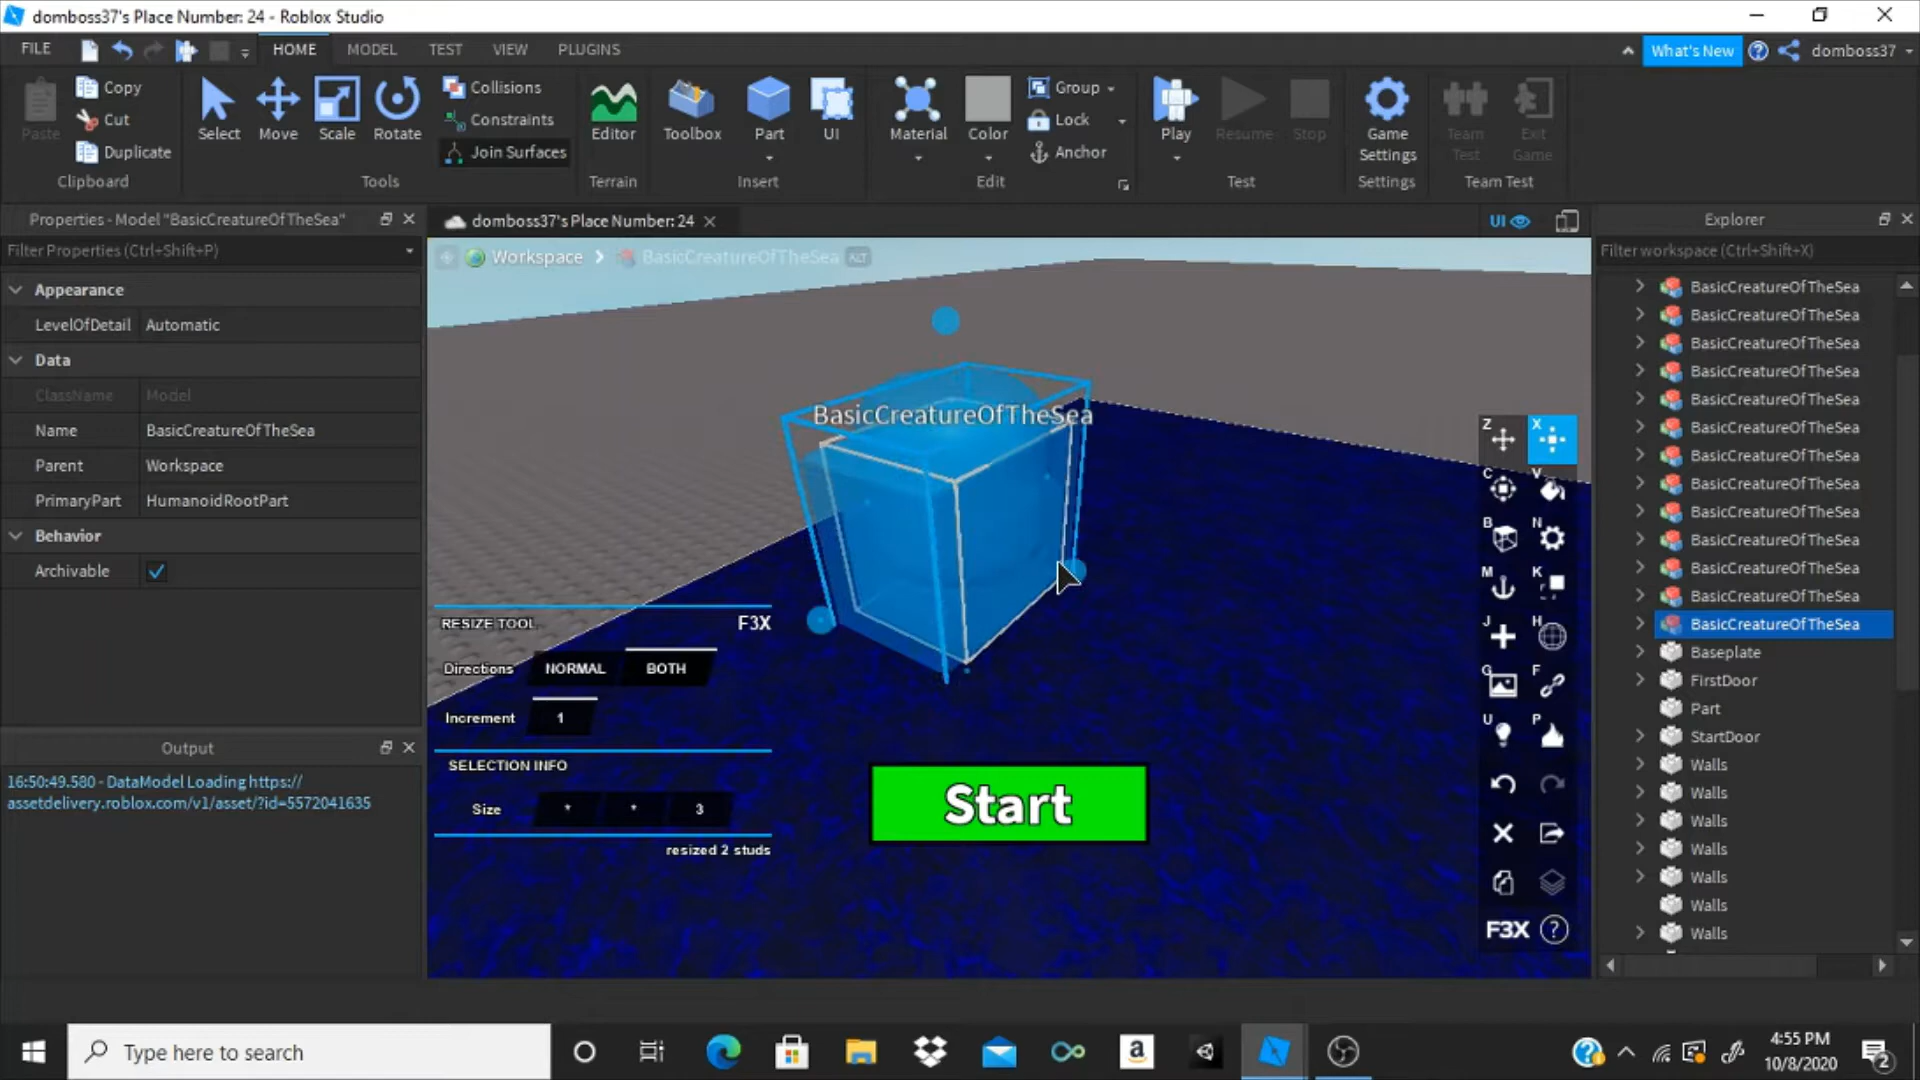 domboss37's Place Number: 24 - Roblox Studio
FILE HOME MODEL TEST VIEW PLUGINS What's New domboss37
Paste Copy Cut Duplicate Clipboard
Select Move Scale Rotate Collisions Constraints Join Surfaces Tools
Editor Terrain
Toolbox Part UI Insert
Material Color Group Lock Anchor Edit
Play Resume Stop Test
Game Settings Settings
Team Test Exit Game Team Test
Properties - Model "BasicCreatureOfTheSea"
Filter Properties (Ctrl+Shift+P)
Appearance
LevelOfDetail Automatic
Data
ClassName Model
Name BasicCreatureOfTheSea
Parent Workspace
PrimaryPart HumanoidRootPart
Behavior
Archivable
Output
16:50:49.580 - DataModel Loading https://
assetdelivery.roblox.com/v1/asset/?id=5572041635
domboss37's Place Number: 24
UI
Workspace BasicCreatureOfTheSea ALT
BasicCreatureOfTheSea
RESIZE TOOL F3X
Directions NORMAL BOTH
Increment 1
SELECTION INFO
Size * * 3
resized 2 studs
Start
Z X
C V
B N
M K
J H
G F
U P
F3X ?
Explorer
Filter workspace (Ctrl+Shift+X)
BasicCreatureOfTheSea
BasicCreatureOfTheSea
BasicCreatureOfTheSea
BasicCreatureOfTheSea
BasicCreatureOfTheSea
BasicCreatureOfTheSea
BasicCreatureOfTheSea
BasicCreatureOfTheSea
BasicCreatureOfTheSea
BasicCreatureOfTheSea
BasicCreatureOfTheSea
BasicCreatureOfTheSea
BasicCreatureOfTheSea
Baseplate
FirstDoor
Part
StartDoor
Walls
Walls
Walls
Walls
Walls
Walls
Walls
Type here to search
a
4:55 PM
10/8/2020
2